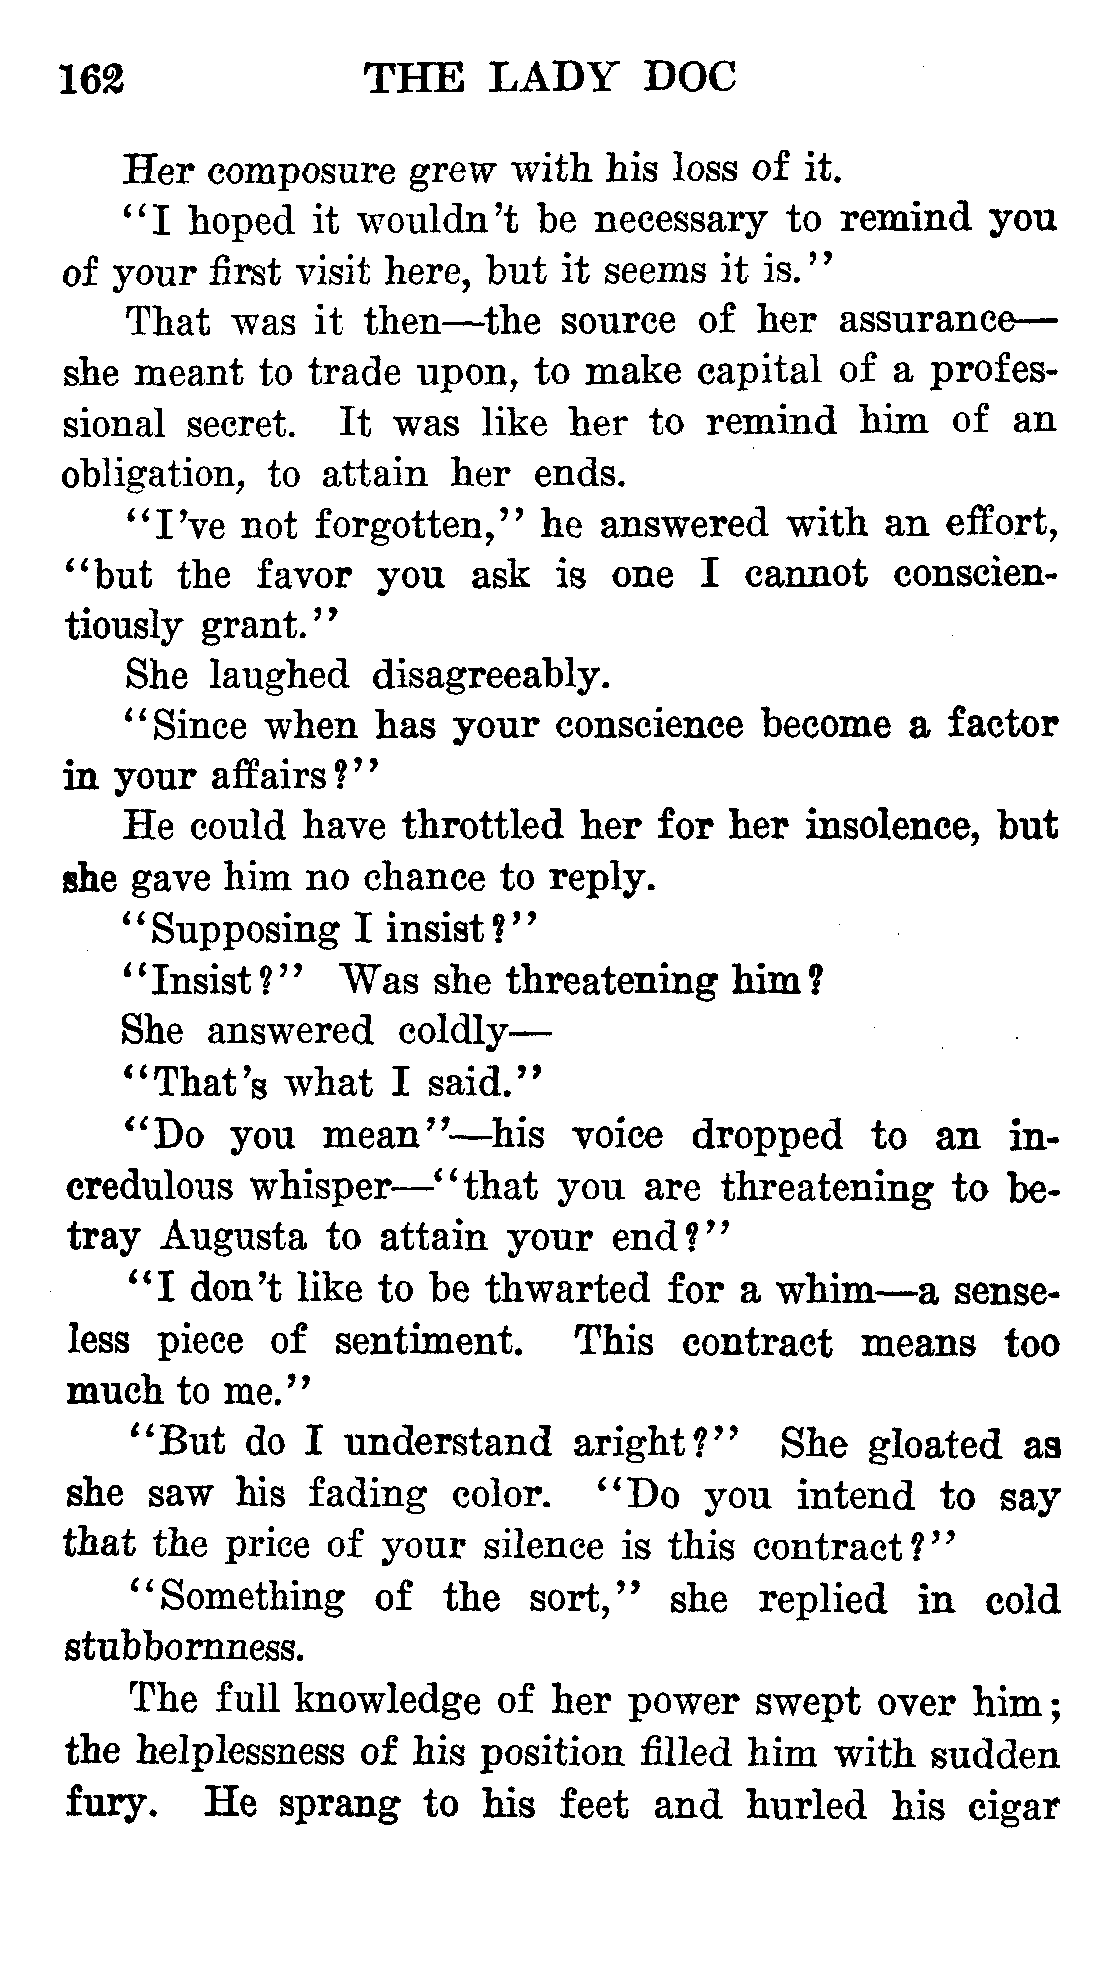 162 THE LADY DOC
Her composure grew with his loss of it.
"I hoped it wouldn't be necessary to remind you
of your first visit here, but it seems it is."
That was it then—the source of her assurance—
she meant to trade upon, to make capital of a profes-
sional secret. It was like her to remind him of an
obligation, to attain her ends.
"I've not forgotten," he answered with an effort,
"but the favor you ask is one I cannot conscien-
tiously grant."
She laughed disagreeably.
"Since when has your conscience become a factor
in your affairs?"
He could have throttled her for her insolence, but
she gave him no chance to reply.
"Supposing I insist?"
"Insist?" Was she threatening him?
She answered coldly—
"That's what I said."
"Do you mean"—his voice dropped to an in-
credulous whisper—"that you are threatening to be-
tray Augusta to attain your end?"
"I don't like to be thwarted for a whim—a sense-
less piece of sentiment. This contract means too
much to me."
"But do I understand aright?" She gloated as
she saw his fading color. "Do you intend to say
that the price of your silence is this contract?"
"Something of the sort," she replied in cold
stubbornness.
The full knowledge of her power swept over him;
the helplessness of his position filled him with sudden
fury. He sprang to his feet and hurled his cigar